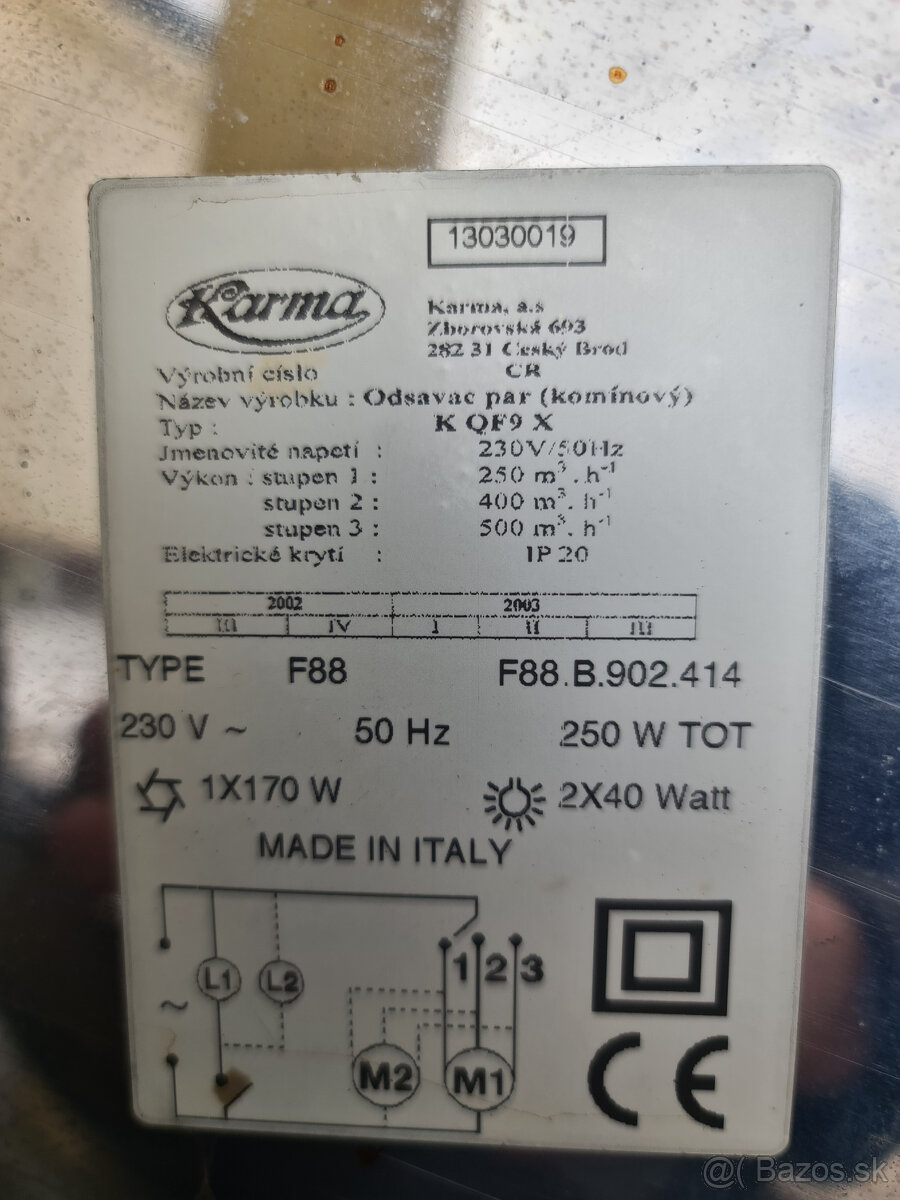 13030019
Karma
Karma, a.s
Zborovská 693
282 31 Český Brod
CR
Výrobní císlo
Název výrobku : Odsavac par (komínový)
Typ : K QF9 X
Jmenovité napetí : 230V/50Hz
Výkon : stupen 1 : 250 m³. h⁻¹
stupen 2 : 400 m³. h⁻¹
stupen 3 : 500 m³. h⁻¹
Elektrické krytí : IP 20
2002 2003
III IV I II III
TYPE F88 F88.B.902.414
230 V ~ 50 Hz 250 W TOT
1X170 W 2X40 Watt
MADE IN ITALY
1 2 3
L1 L2
~
M2 M1
CE
@( Bazos.sk